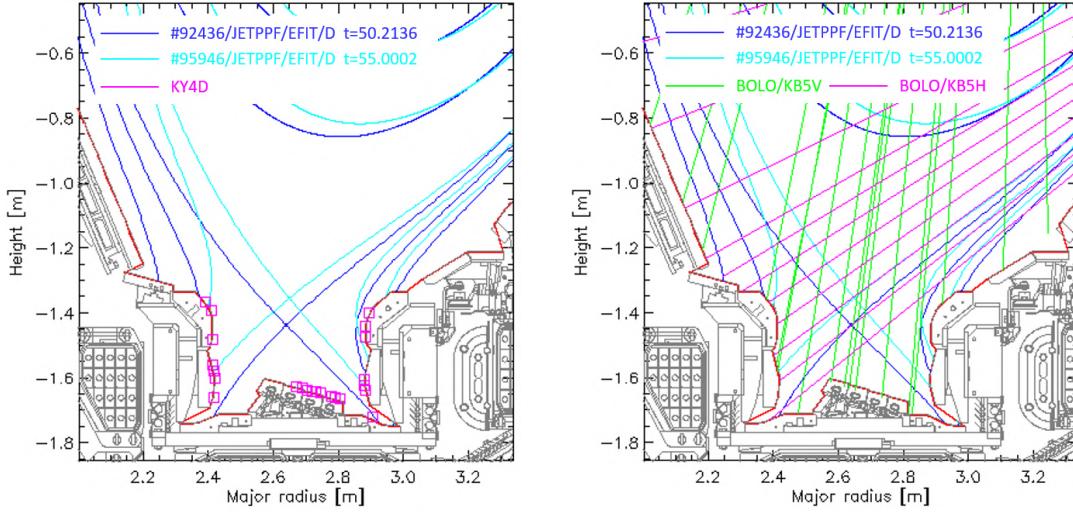 #92436/JETPPF/EFIT/D t=50.2136
#95946/JETPPF/EFIT/D t=55.0002
KY4D
−0.6
−0.8
−1.0
−1.2
−1.4
−1.6
−1.8
Height [m]
2.2 2.4 2.6 2.8 3.0 3.2
Major radius [m]
#92436/JETPPF/EFIT/D t=50.2136
#95946/JETPPF/EFIT/D t=55.0002
BOLO/KB5V BOLO/KB5H
−0.6
−0.8
−1.0
−1.2
−1.4
−1.6
−1.8
Height [m]
2.2 2.4 2.6 2.8 3.0 3.2
Major radius [m]